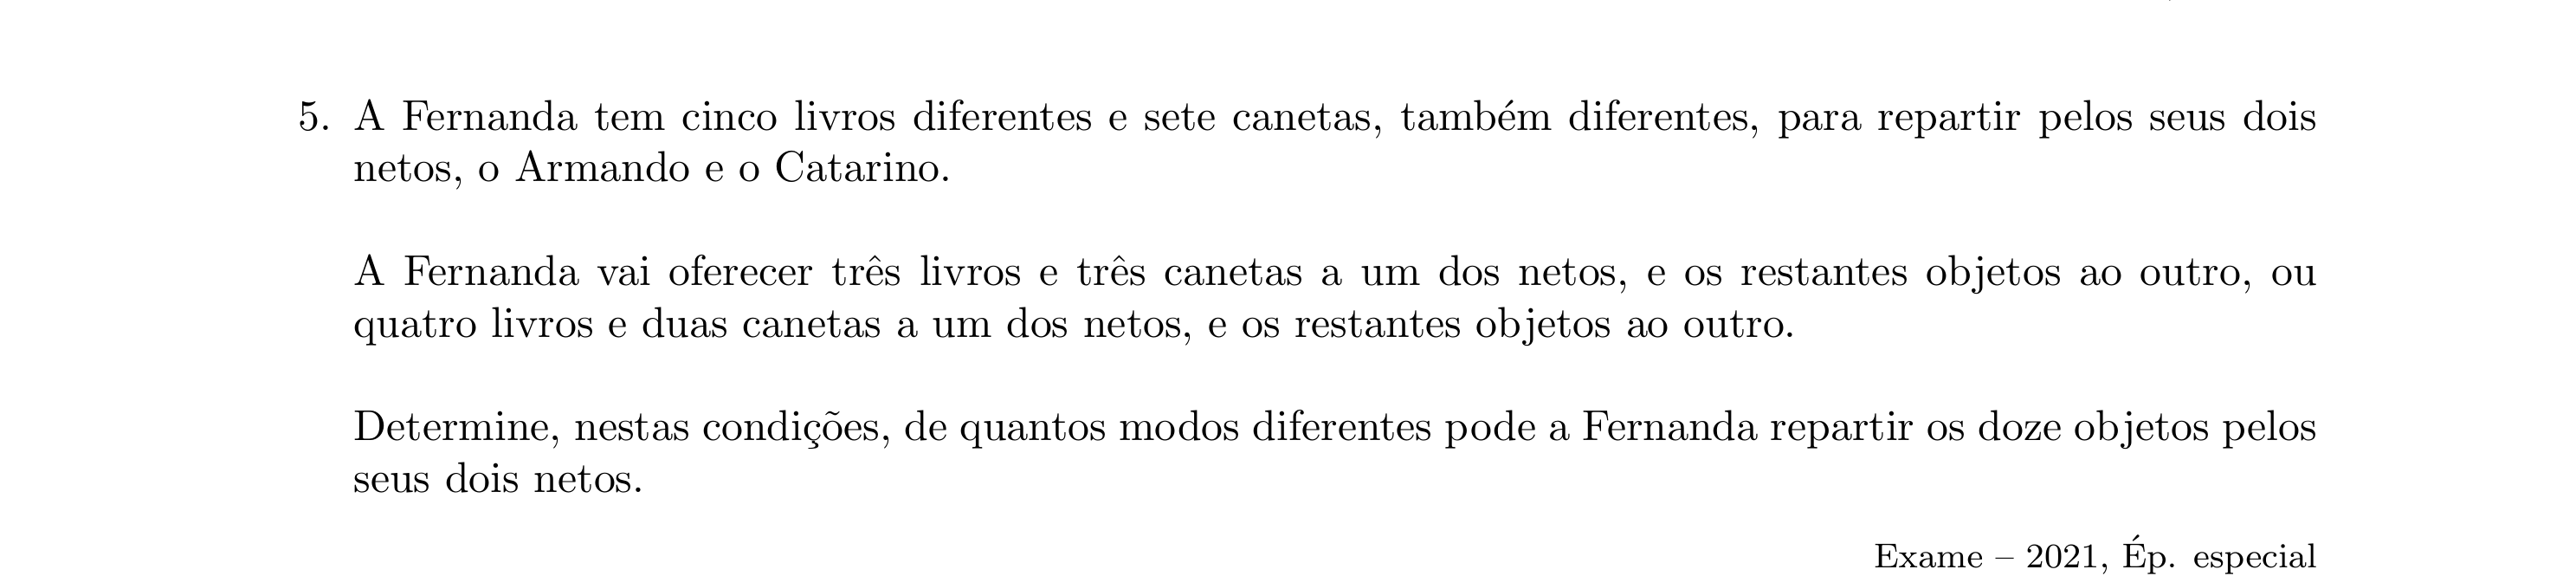 5. A Fernanda tem cinco livros diferentes e sete canetas, também diferentes, para repartir pelos seus dois
netos, o Armando e o Catarino.
A Fernanda vai oferecer três livros e três canetas a um dos netos, e os restantes objetos ao outro, ou
quatro livros e duas canetas a um dos netos, e os restantes objetos ao outro.
Determine, nestas condições, de quantos modos diferentes pode a Fernanda repartir os doze objetos pelos
seus dois netos.
Exame – 2021, Ép. especial